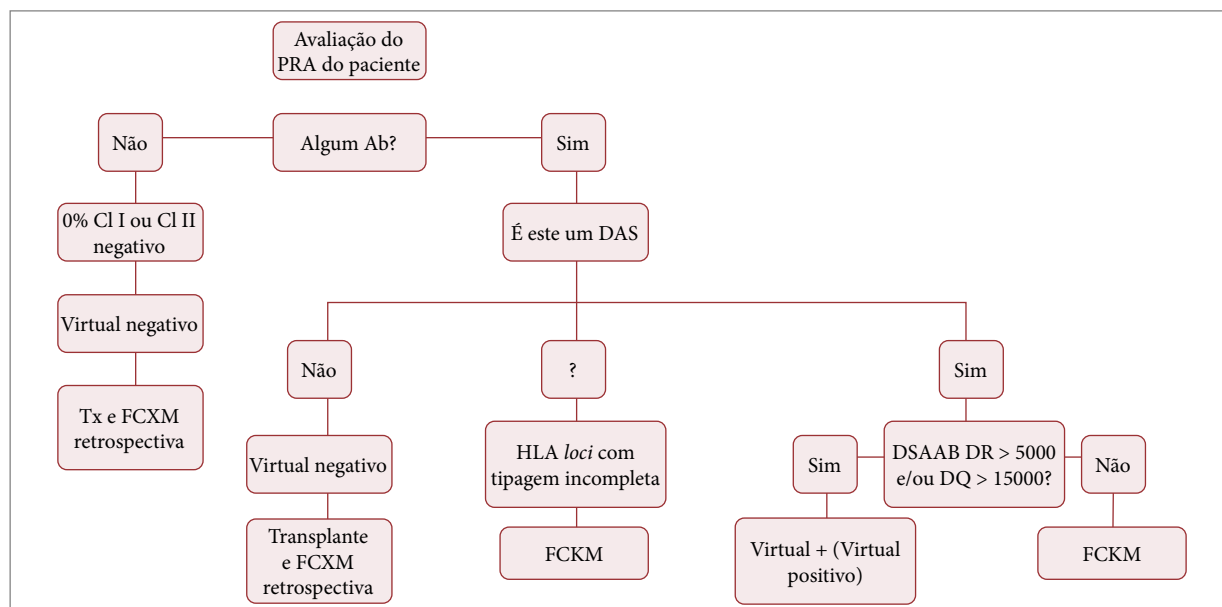 Avaliação do
PRA do paciente
Não
Algum Ab?
Sim
0% Cl I ou Cl II
negativo
É este um DAS
Virtual negativo
Não
?
Sim
Tx e FCXM
retrospectiva
Virtual negativo
HLA loci com
tipagem incompleta
Sim
DSAAB DR > 5000
e/ou DQ > 15000?
Não
Transplante
e FCXM
retrospectiva
FCKM
Virtual + (Virtual
positivo)
FCKM